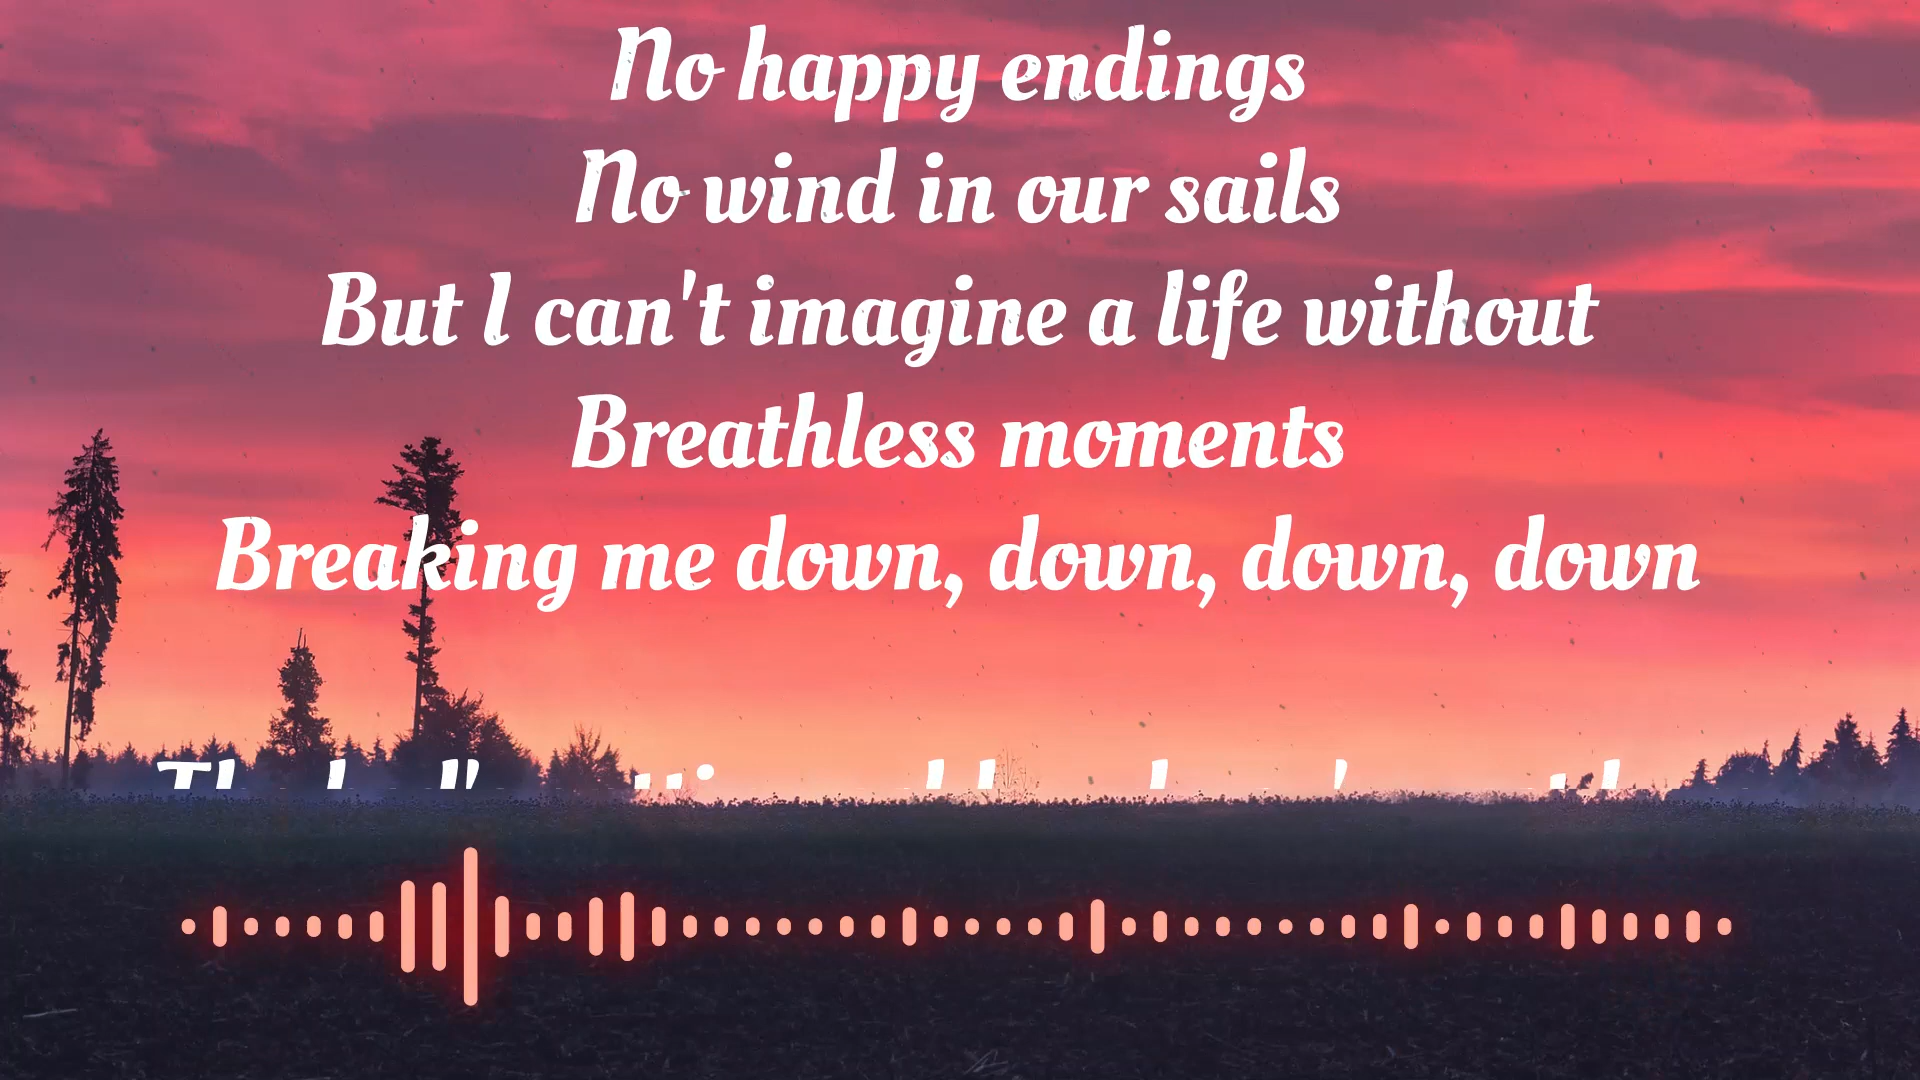 No happy endings
No wind in our sails
But I can't imagine a life without
Breathless moments
Breaking me down, down, down, down